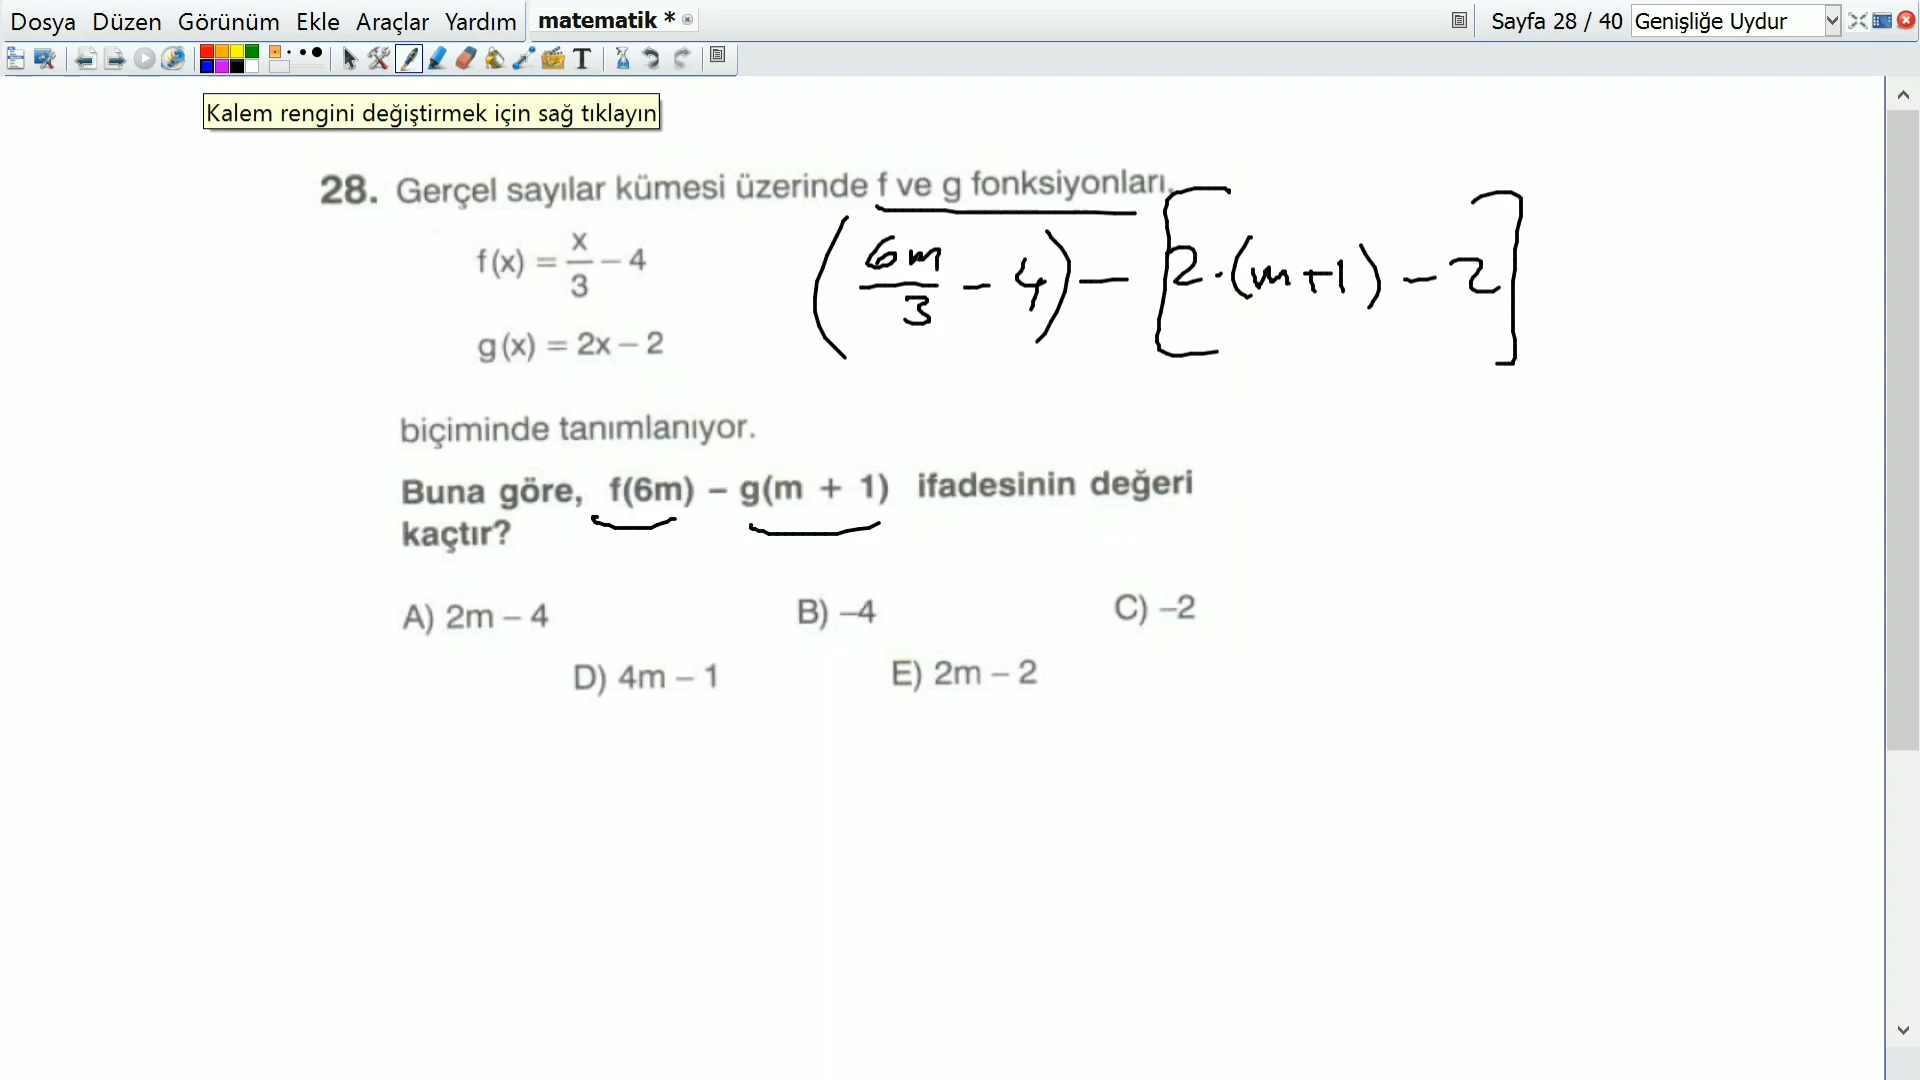 Dosya Düzen Görünüm Ekle Araçlar Yardım matematik * Sayfa 28 / 40 Genişliğe Uydur
T
Kalem rengini değiştirmek için sağ tıklayın
28. Gerçel sayılar kümesi üzerinde f ve g fonksiyonları,
f(x) = x/3 – 4
(6m/3 – 4) – [2·(m+1) – 2]
g(x) = 2x – 2
biçiminde tanımlanıyor.
Buna göre, f(6m) – g(m + 1) ifadesinin değeri
kaçtır?
A) 2m – 4 B) –4 C) –2
D) 4m – 1 E) 2m – 2